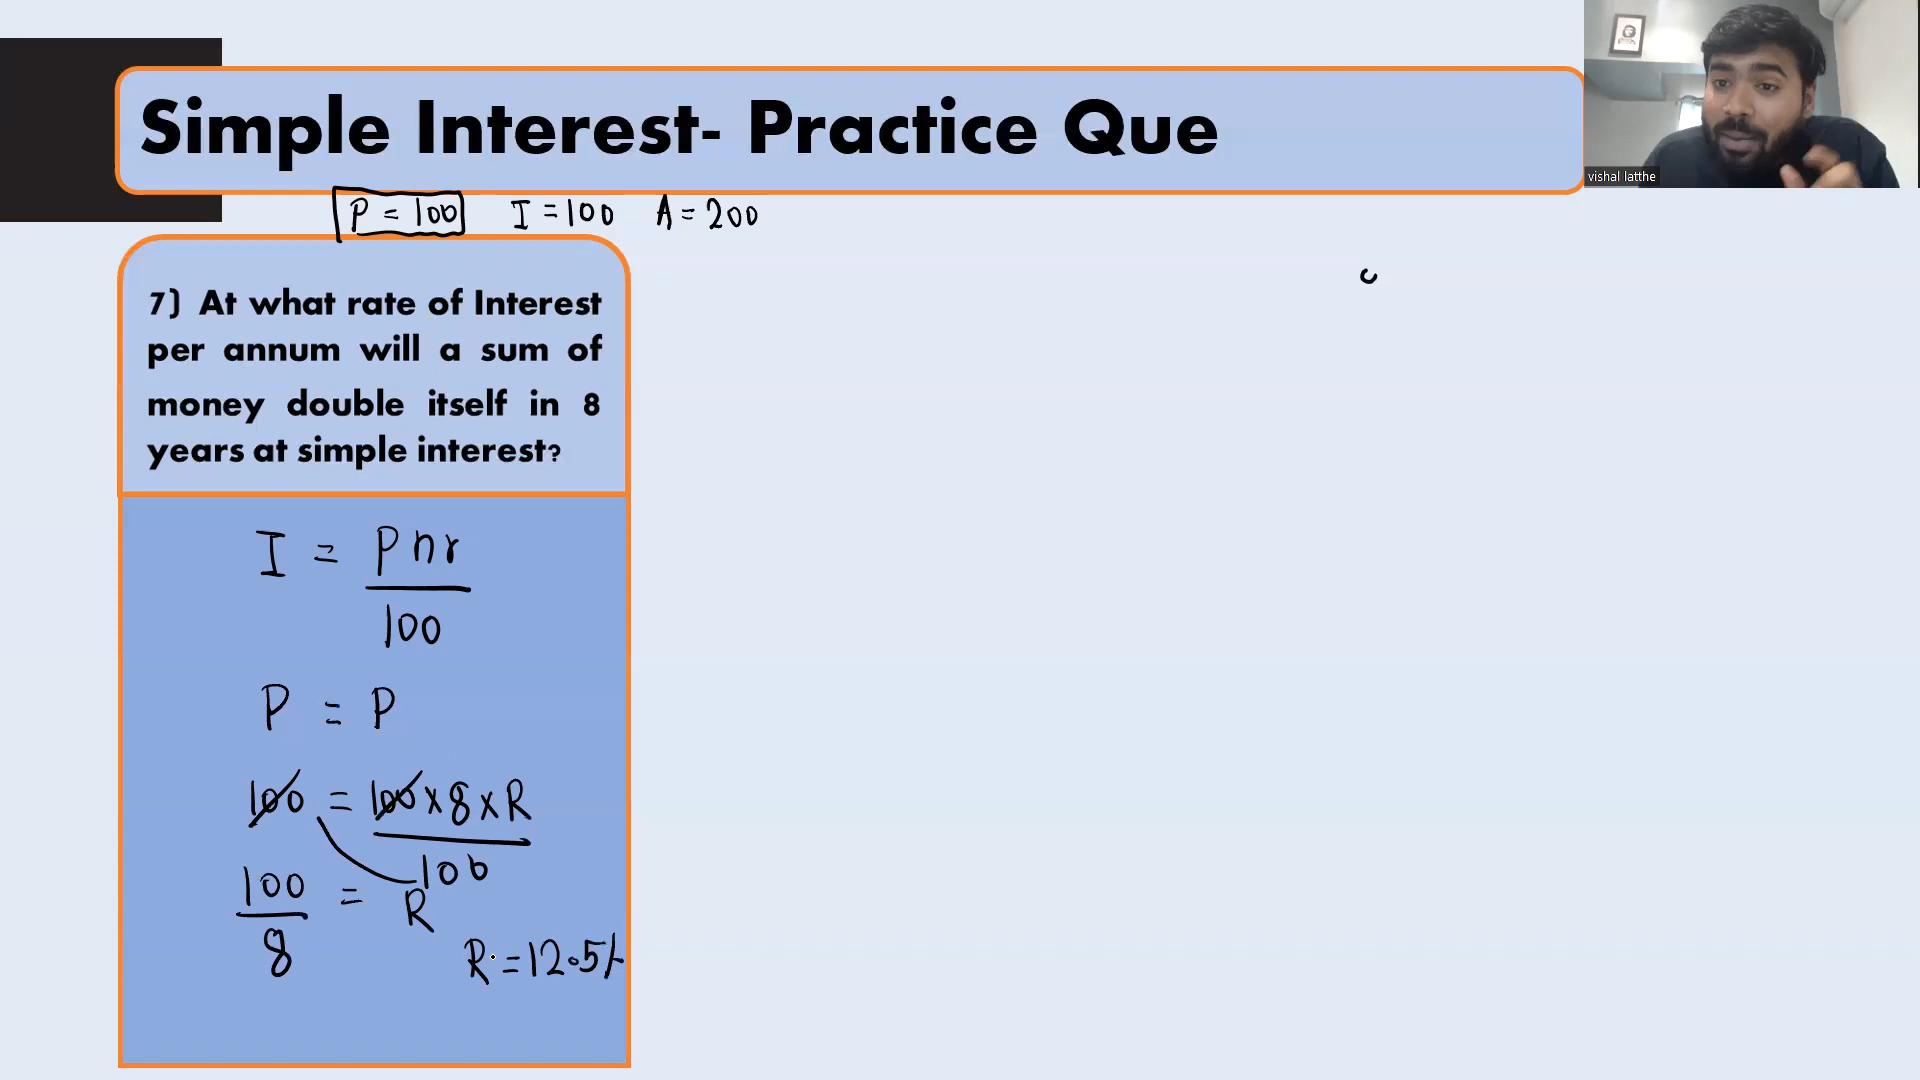 Simple Interest- Practice Que
vishal latthe
P = 100 I = 100 A = 200
7) At what rate of Interest
per annum will a sum of
money double itself in 8
years at simple interest?
I = Pnr
100
P = P
100 = 100 x 8 x R
100
100 = R
8
R = 12.5%